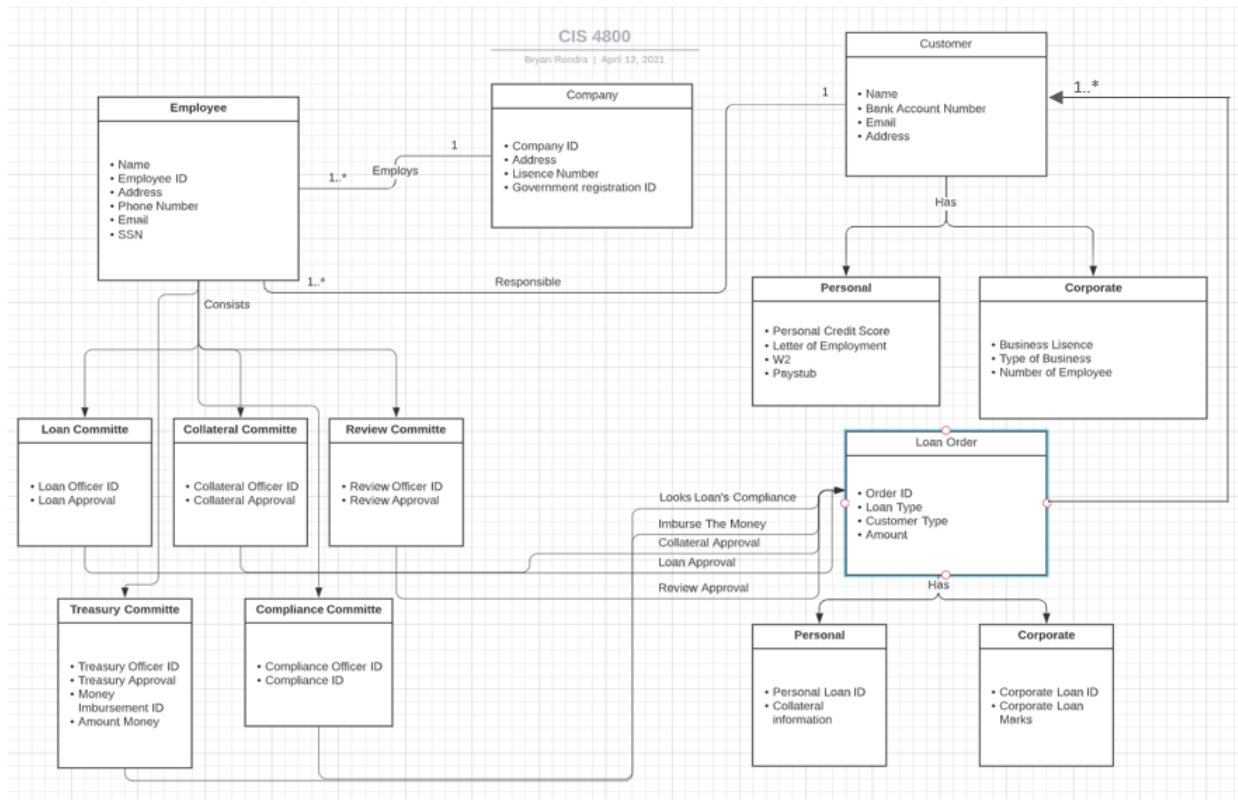 CIS 4800
Bryan Rendra | April 12, 2021
Employee
• Name
• Employee ID
• Address
• Phone Number
• Email
• SSN
1..*
Employs
1
Company
• Company ID
• Address
• Lisence Number
• Government registration ID
Customer
• Name
• Bank Account Number
• Email
• Address
1
1..*
1..*
Responsible
Has
Personal
• Personal Credit Score
• Letter of Employment
• W2
• Paystub
Corporate
• Business Lisence
• Type of Business
• Number of Employee
Consists
Loan Committe
• Loan Officer ID
• Loan Approval
Collateral Committe
• Collateral Officer ID
• Collateral Approval
Review Committe
• Review Officer ID
• Review Approval
Loan Order
• Order ID
• Loan Type
• Customer Type
• Amount
Looks Loan's Compliance
Imburse The Money
Collateral Approval
Loan Approval
Review Approval
Has
Treasury Committe
• Treasury Officer ID
• Treasury Approval
• Money
Imbursement ID
• Amount Money
Compliance Committe
• Compliance Officer ID
• Compliance ID
Personal
• Personal Loan ID
• Collateral
information
Corporate
• Corporate Loan ID
• Corporate Loan
Marks